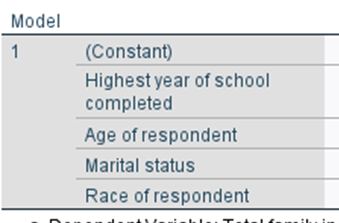 Model
1 (Constant)
Highest year of school
completed
Age of respondent
Marital status
Race of respondent
a. Dependent Variable: Total family in